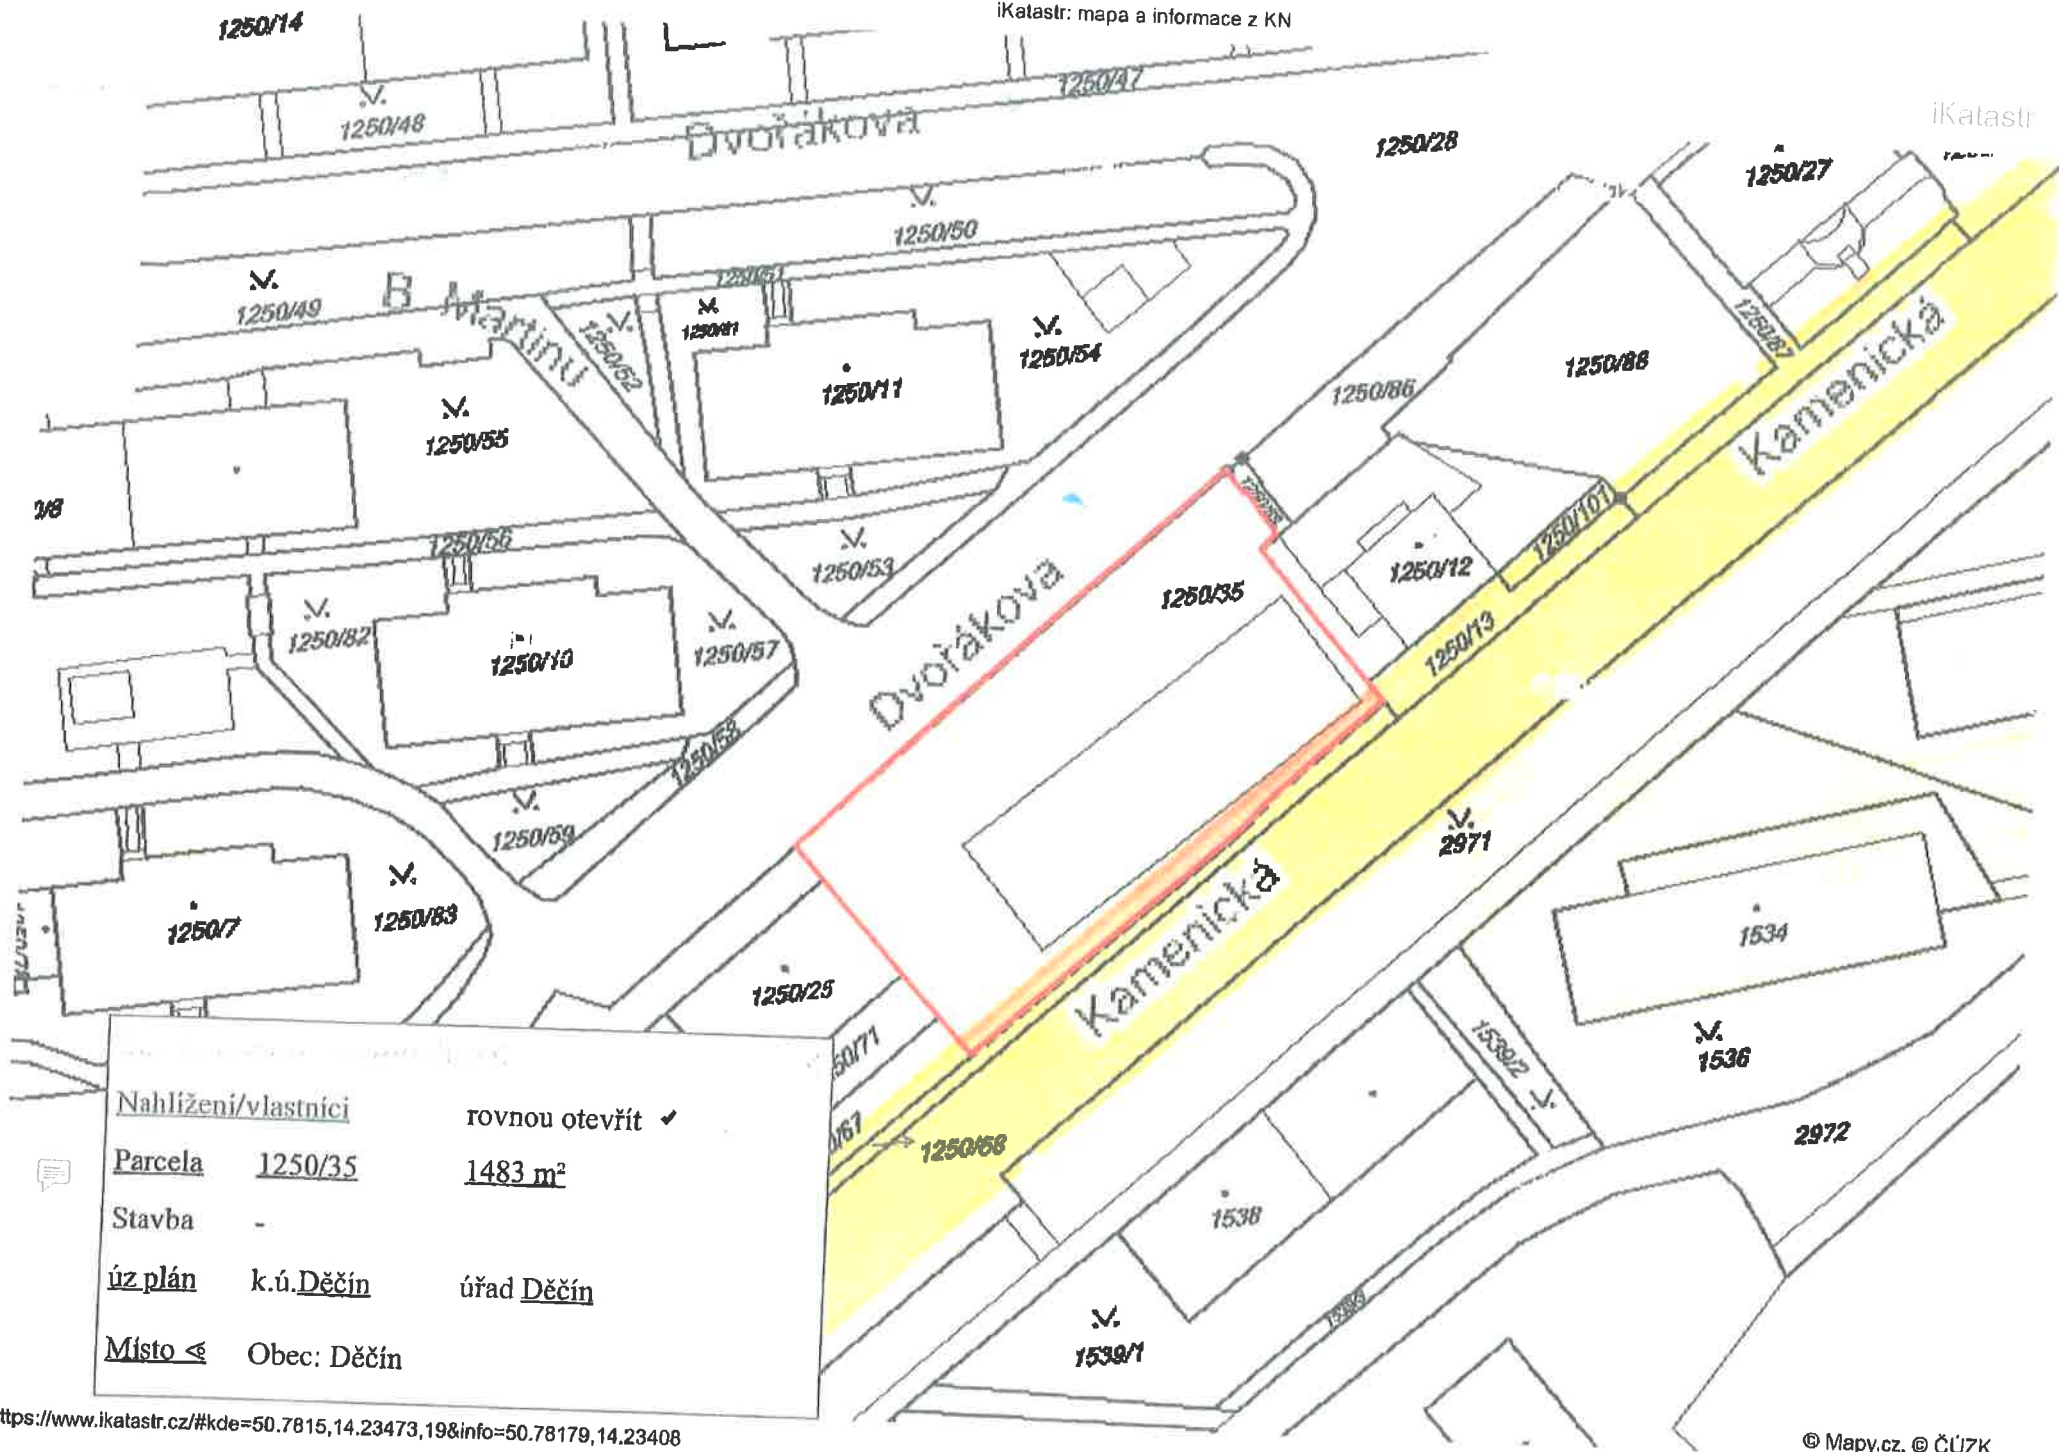 iKatastr: mapa a informace z KN
1250/14
1250/47
1250/48
Dvořákova
iKatastr
1250/28
1250/27
1250/50
1250/51
1250/49
B Martinů
1250/52
1250/54
1250/87
1250/11
1250/88
1250/86
Kamenická
1250/55
1250/101
1250/56
1250/53
1250/12
1250/35
1250/82
1250/13
1250/10
1250/57
Dvořákova
1250/58
1250/59
2971
1250/7
1250/83
Kamenická
1534
1250/25
1539/2
1536
2972
1250/68
1538
1539/1
Nahlížení/vlastníci rovnou otevřít ✓
Parcela 1250/35 1483 m²
Stavba -
úz plán k.ú.Děčín úřad Děčín
Místo Obec: Děčín
ttps://www.ikatastr.cz/#kde=50.7815,14.23473,19&info=50.78179,14.23408
© Mapy.cz, © ČÚZK